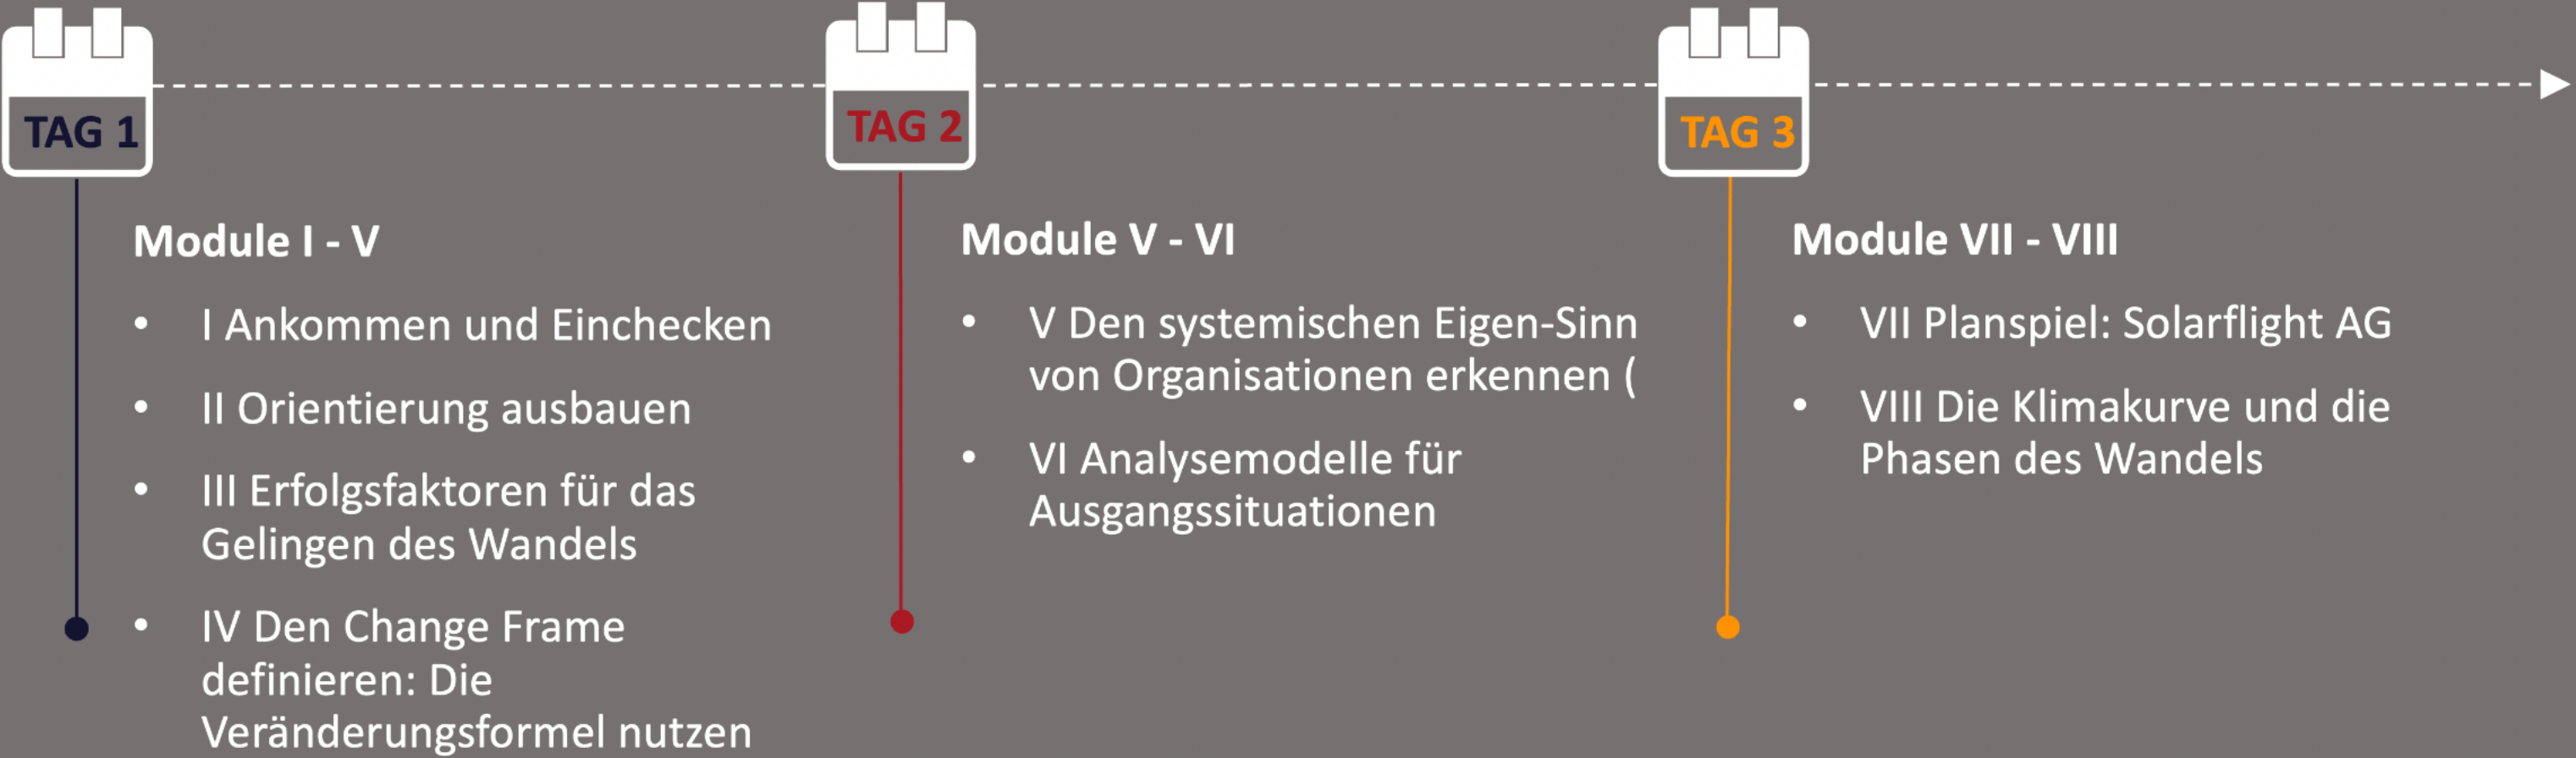 TAG 1
Module I - V
• I Ankommen und Einchecken
• II Orientierung ausbauen
• III Erfolgsfaktoren für das
Gelingen des Wandels
• IV Den Change Frame
definieren: Die
Veränderungsformel nutzen
TAG 2
Module V - VI
• V Den systemischen Eigen-Sinn
von Organisationen erkennen (
• VI Analysemodelle für
Ausgangssituationen
TAG 3
Module VII - VIII
• VII Planspiel: Solarflight AG
• VIII Die Klimakurve und die
Phasen des Wandels